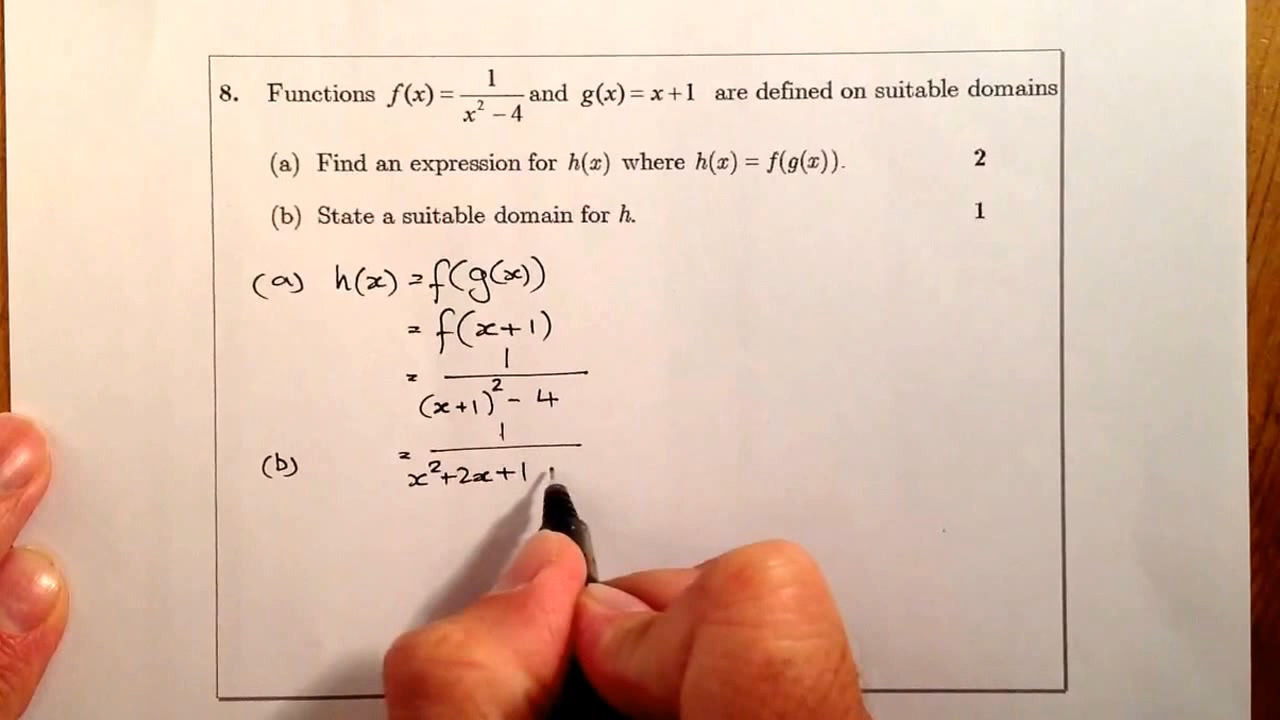 8. Functions f(x) = 1/(x² − 4) and g(x) = x + 1 are defined on suitable domains
(a) Find an expression for h(x) where h(x) = f(g(x)). 2
(b) State a suitable domain for h. 1
(a) h(x) = f(g(x))
= f(x+1)
= 1/((x+1)² − 4)
(b) = 1/(x²+2x+1